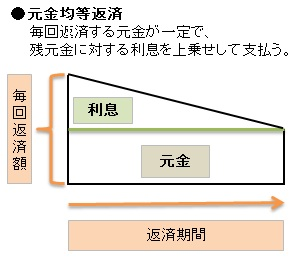 ●元金均等返済
毎回返済する元金が一定で、
残元金に対する利息を上乗せして支払う。
毎回返済額
利息
元金
返済期間